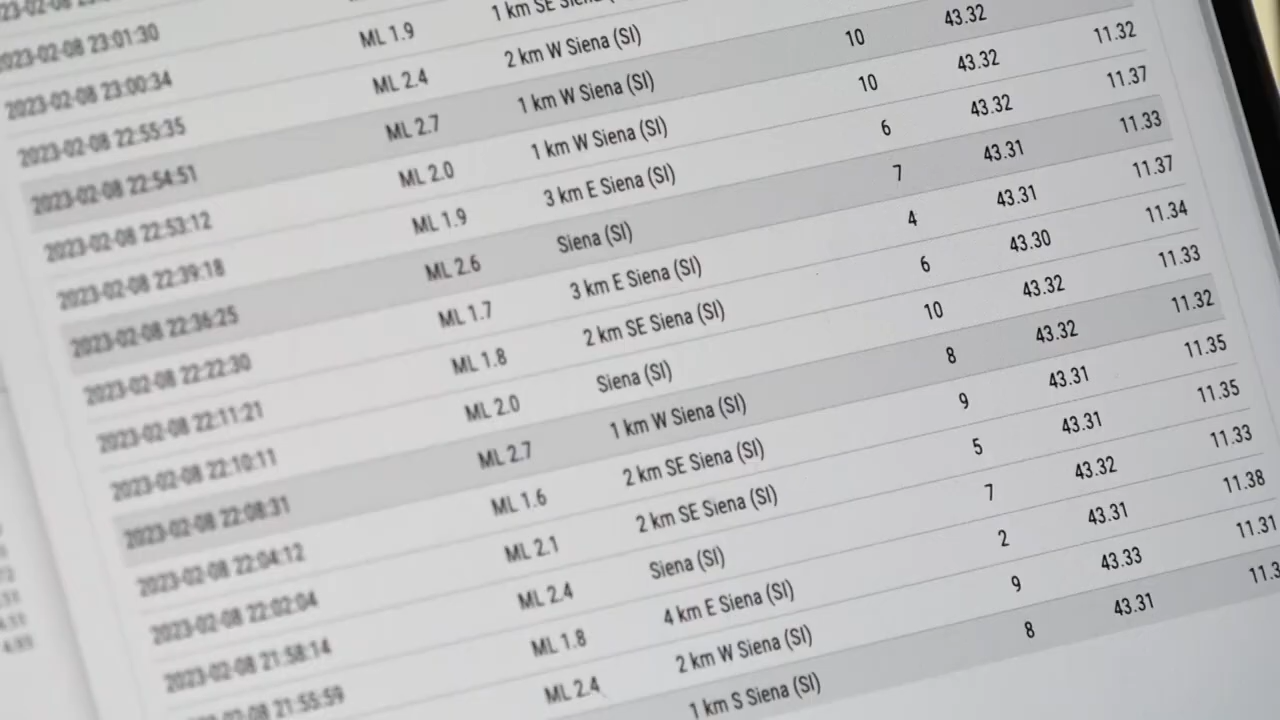 2023-02-08 23:01:30
2023-02-08 23:00:34 ML 1.9 1 km SE Siena
2023-02-08 22:55:35 ML 2.4 2 km W Siena (SI)
2023-02-08 22:54:51 ML 2.7 1 km W Siena (SI) 10 43.32
2023-02-08 22:53:12 ML 2.0 1 km W Siena (SI) 10 43.32 11.32
2023-02-08 22:39:18 ML 1.9 3 km E Siena (SI) 6 43.32 11.37
2023-02-08 22:36:25 ML 2.6 Siena (SI) 7 43.31 11.33
2023-02-08 22:22:30 ML 1.7 3 km E Siena (SI) 4 43.31 11.37
2023-02-08 22:11:21 ML 1.8 2 km SE Siena (SI) 6 43.30 11.34
2023-02-08 22:10:11 ML 2.0 Siena (SI) 10 43.32 11.33
2023-02-08 22:08:31 ML 2.7 1 km W Siena (SI) 8 43.32 11.32
2023-02-08 22:04:12 ML 1.6 2 km SE Siena (SI) 9 43.31 11.35
2023-02-08 22:02:04 ML 2.1 2 km SE Siena (SI) 5 43.31 11.35
2023-02-08 21:58:14 ML 2.4 Siena (SI) 7 43.32 11.33
2023-02-08 21:55:59 ML 1.8 4 km E Siena (SI) 2 43.31 11.38
ML 2.4 2 km W Siena (SI) 9 43.33 11.31
1 km S Siena (SI) 8 43.31 11.3